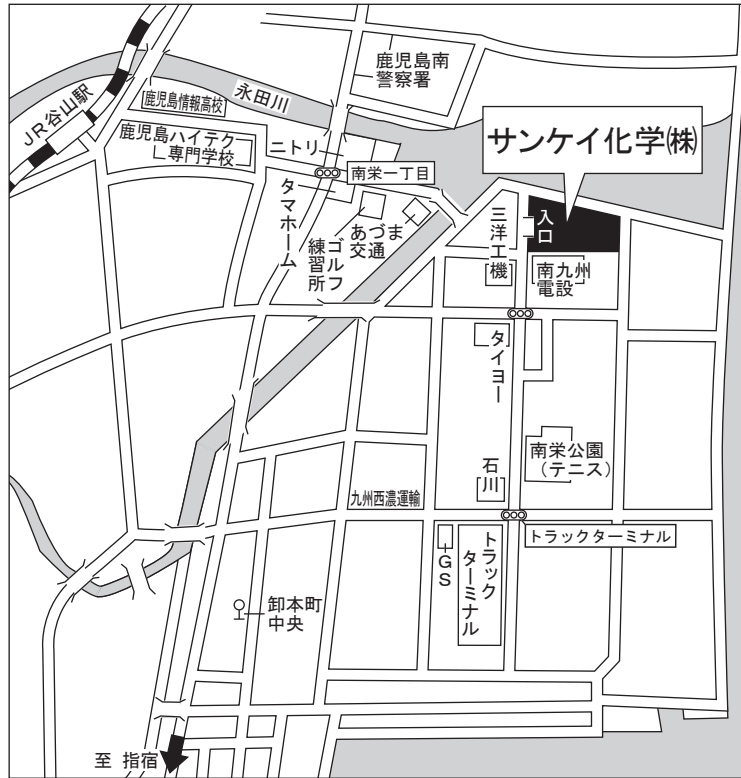 鹿児島南
警察署
JR谷山駅
鹿児島情報高校
永田川
サンケイ化学㈱
鹿児島ハイテク
専門学校
ニトリ
南栄一丁目
タマホーム
あづま
交通
ゴルフ
練習所
三洋工機
入口
南九州
電設
タイヨー
南栄公園
(テニス)
石川
九州西濃運輸
トラックターミナル
GS
トラック
ターミナル
卸本町
中央
至 指宿